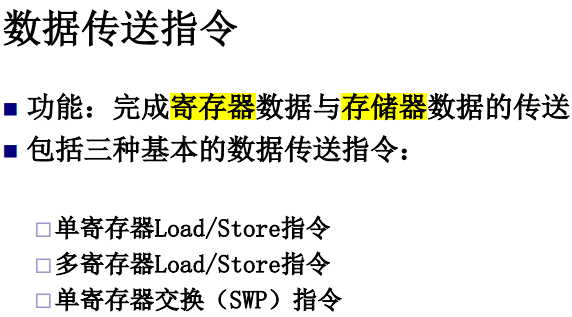 数据传送指令
功能：完成寄存器数据与存储器数据的传送
包括三种基本的数据传送指令：
单寄存器Load/Store指令
多寄存器Load/Store指令
单寄存器交换（SWP）指令